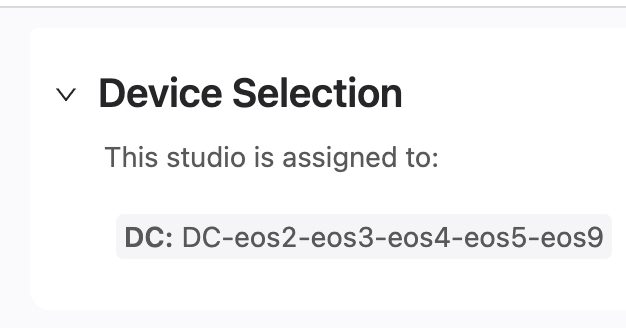 Device Selection
This studio is assigned to:
DC: DC-eos2-eos3-eos4-eos5-eos9